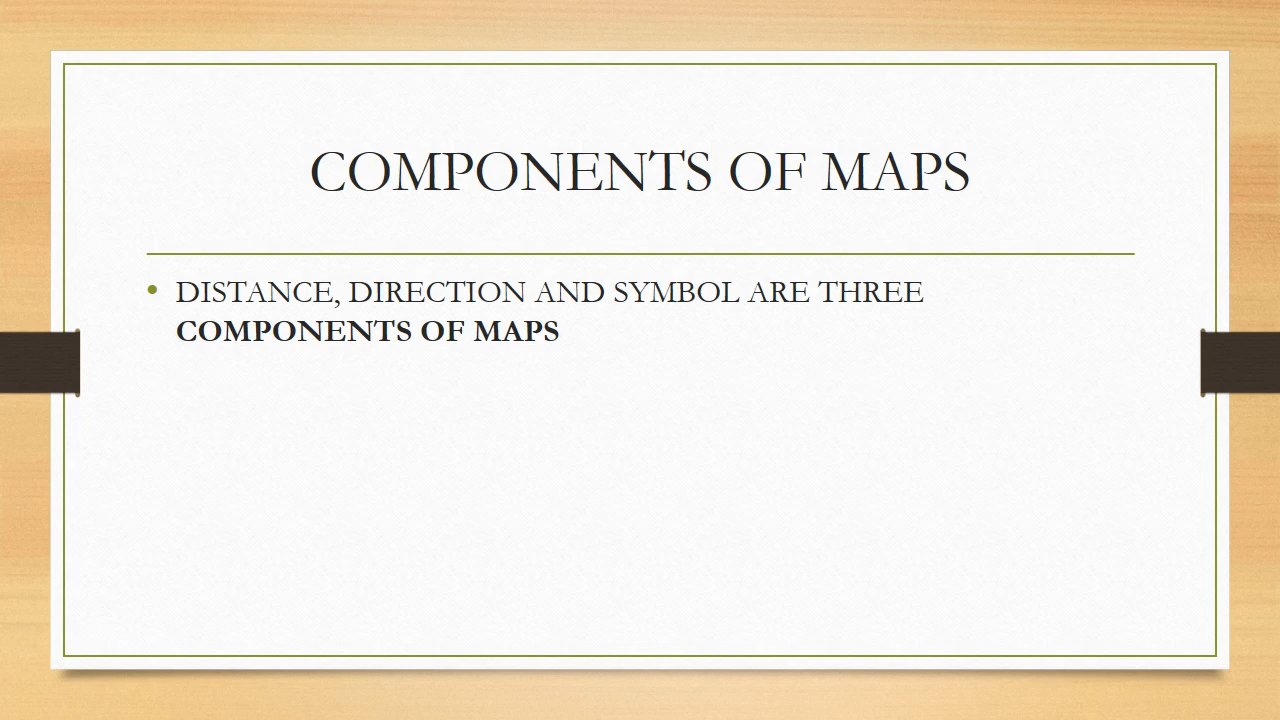 COMPONENTS OF MAPS
• DISTANCE, DIRECTION AND SYMBOL ARE THREE
COMPONENTS OF MAPS